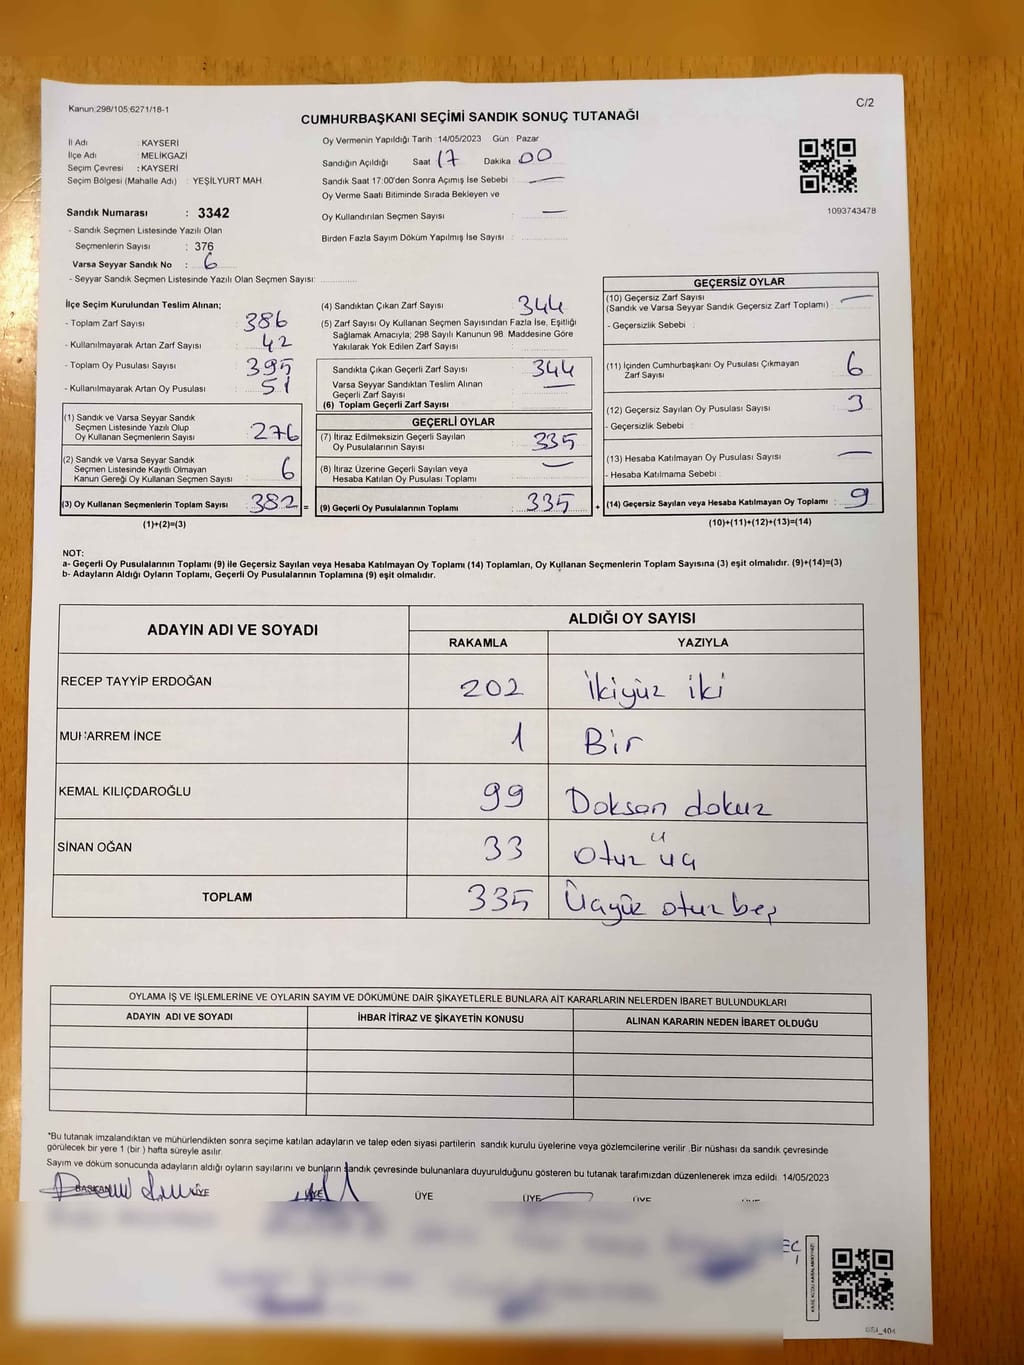 Kanun:298/105;6271/18-1
C/2
CUMHURBAŞKANI SEÇİMİ SANDIK SONUÇ TUTANAĞI
İl Adı : KAYSERİ
İlçe Adı : MELİKGAZİ
Seçim Çevresi : KAYSERİ
Seçim Bölgesi (Mahalle Adı) : YEŞİLYURT MAH.
Sandık Numarası : 3342
- Sandık Seçmen Listesinde Yazılı Olan
Seçmenlerin Sayısı : 376
Varsa Seyyar Sandık No : 6
- Seyyar Sandık Seçmen Listesinde Yazılı Olan Seçmen Sayısı:
Oy Vermenin Yapıldığı Tarih :14/05/2023 Gün : Pazar
Sandığın Açıldığı Saat 17 Dakika 00
Sandık Saat 17:00'den Sonra Açımış İse Sebebi : —
Oy Verme Saati Bitiminde Sırada Bekleyen ve
Oy Kullandırılan Seçmen Sayısı : —
Birden Fazla Sayım Döküm Yapılmış İse Sayısı :
1093743478
İlçe Seçim Kurulundan Teslim Alınan;
- Toplam Zarf Sayısı : 386
- Kullanılmayarak Artan Zarf Sayısı : 42
- Toplam Oy Pusulası Sayısı : 395
- Kullanılmayarak Artan Oy Pusulası : 51
(1) Sandık ve Varsa Seyyar Sandık
Seçmen Listesinde Yazılı Olup
Oy Kullanan Seçmenlerin Sayısı : 276
(2) Sandık ve Varsa Seyyar Sandık
Seçmen Listesinde Kayıtlı Olmayan
Kanun Gereği Oy Kullanan Seçmen Sayısı : 6
(3) Oy Kullanan Seçmenlerin Toplam Sayısı : 382
(1)+(2)=(3)
(4) Sandıktan Çıkan Zarf Sayısı : 344
(5) Zarf Sayısı Oy Kullanan Seçmen Sayısından Fazla İse, Eşitliği
Sağlamak Amacıyla; 298 Sayılı Kanunun 98. Maddesine Göre
Yakılarak Yok Edilen Zarf Sayısı :
Sandıkta Çıkan Geçerli Zarf Sayısı : 344
Varsa Seyyar Sandıktan Teslim Alınan
Geçerli Zarf Sayısı : —
(6) Toplam Geçerli Zarf Sayısı :
GEÇERLİ OYLAR
(7) İtiraz Edilmeksizin Geçerli Sayılan
Oy Pusulalarının Sayısı : 335
(8) İtiraz Üzerine Geçerli Sayılan veya
Hesaba Katılan Oy Pusulası Toplamı : —
= (9) Geçerli Oy Pusulalarının Toplamı : 335
GEÇERSİZ OYLAR
(10) Geçersiz Zarf Sayısı
(Sandık ve Varsa Seyyar Sandık Geçersiz Zarf Toplamı) : —
- Geçersizlik Sebebi :
(11) İçinden Cumhurbaşkanı Oy Pusulası Çıkmayan
Zarf Sayısı : 6
(12) Geçersiz Sayılan Oy Pusulası Sayısı : 3
- Geçersizlik Sebebi :
(13) Hesaba Katılmayan Oy Pusulası Sayısı : —
- Hesaba Katılmama Sebebi :
+ (14) Geçersiz Sayılan veya Hesaba Katılmayan Oy Toplamı : 9
(10)+(11)+(12)+(13)=(14)
NOT:
a- Geçerli Oy Pusulalarının Toplamı (9) ile Geçersiz Sayılan veya Hesaba Katılmayan Oy Toplamı (14) Toplamları, Oy Kullanan Seçmenlerin Toplam Sayısına (3) eşit olmalıdır. (9)+(14)=(3)
b- Adayların Aldığı Oyların Toplamı, Geçerli Oy Pusulalarının Toplamına (9) eşit olmalıdır.
ADAYIN ADI VE SOYADI
ALDIĞI OY SAYISI
RAKAMLA YAZIYLA
RECEP TAYYİP ERDOĞAN 202 İkiyüz iki
MUHARREM İNCE 1 Bir
KEMAL KILIÇDAROĞLU 99 Doksan dokuz
SİNAN OĞAN 33 Otuz üç
TOPLAM 335 Üçyüz otuz beş
OYLAMA İŞ VE İŞLEMLERİNE VE OYLARIN SAYIM VE DÖKÜMÜNE DAİR ŞİKAYETLERLE BUNLARA AİT KARARLARIN NELERDEN İBARET BULUNDUKLARI
ADAYIN ADI VE SOYADI İHBAR İTİRAZ VE ŞİKAYETİN KONUSU ALINAN KARARIN NEDEN İBARET OLDUĞU
*Bu tutanak imzalandıktan ve mühürlendikten sonra seçime katılan adayların ve talep eden siyasi partilerin sandık kurulu üyelerine veya gözlemcilerine verilir. Bir nüshası da sandık çevresinde
görülecek bir yere 1 (bir ) hafta süreyle asılır.
Sayım ve döküm sonucunda adayların aldığı oyların sayılarını ve bunların sandık çevresinde bulunanlara duyurulduğunu gösteren bu tutanak tarafımızdan düzenlenerek imza edildi. 14/05/2023
BAŞKAN ÜYE ÜYE ÜYE ÜYE ÜYE